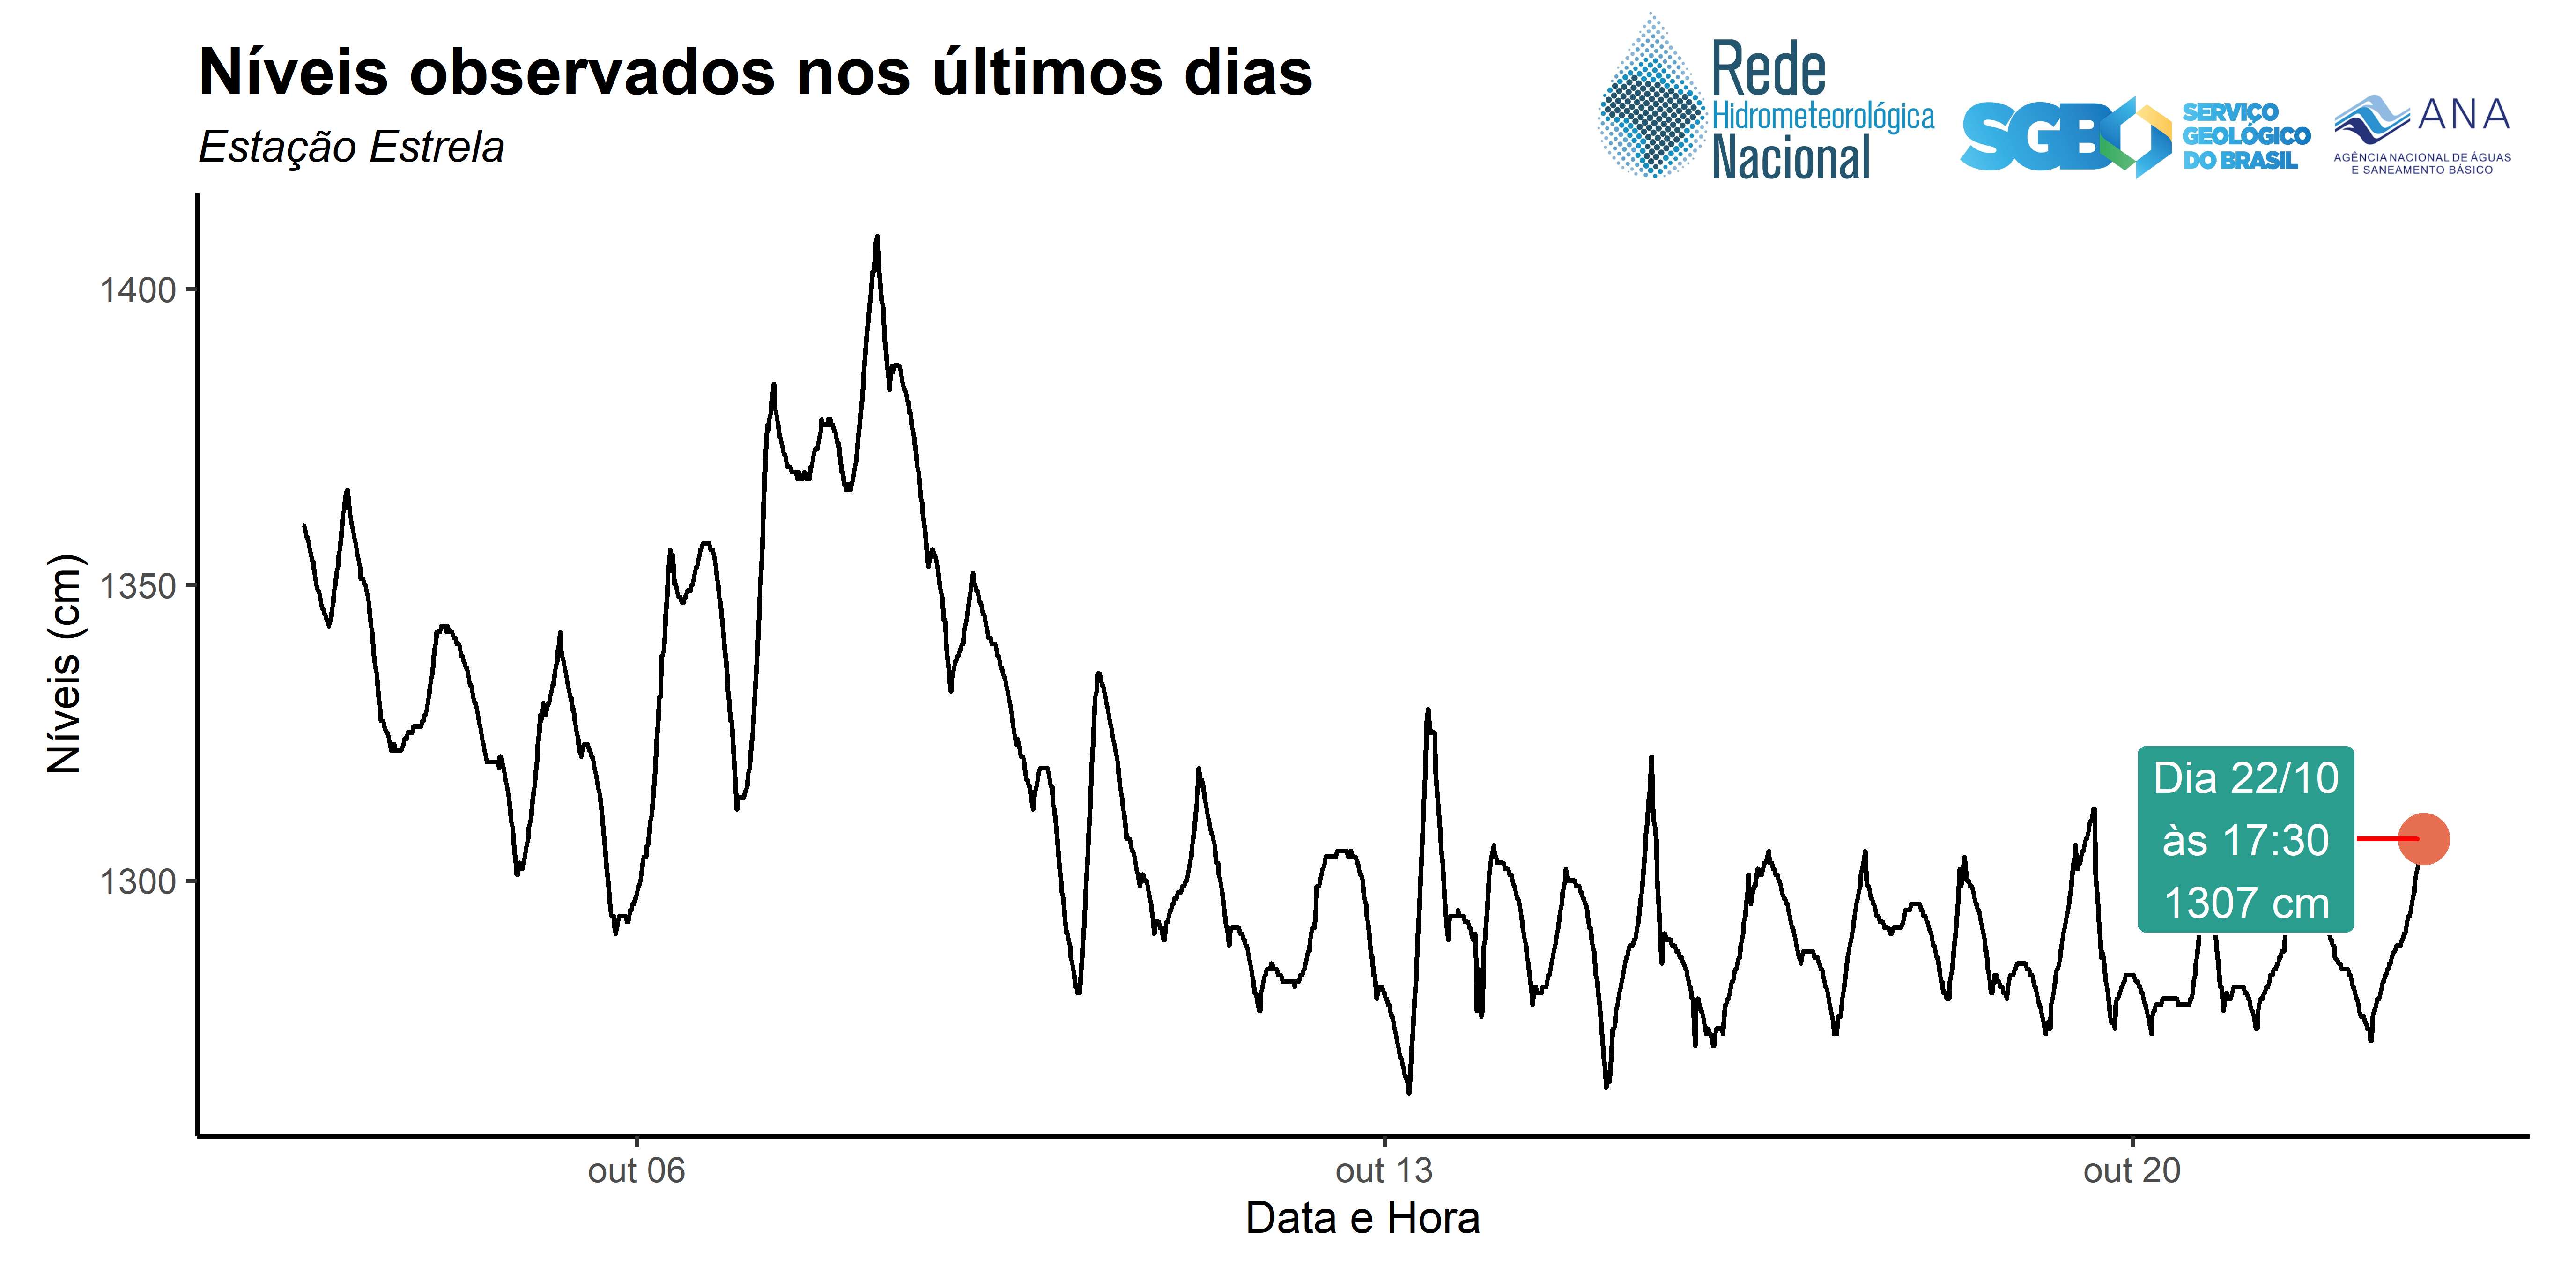 Níveis observados nos últimos dias
Estação Estrela
Rede
Hidrometeorológica
Nacional
SGB
SERVIÇO
GEOLÓGICO
DO BRASIL
ANA
AGÊNCIA NACIONAL DE ÁGUAS
E SANEAMENTO BÁSICO
Níveis (cm)
1400
1350
1300
Dia 22/10
às 17:30
1307 cm
out 06
out 13
out 20
Data e Hora